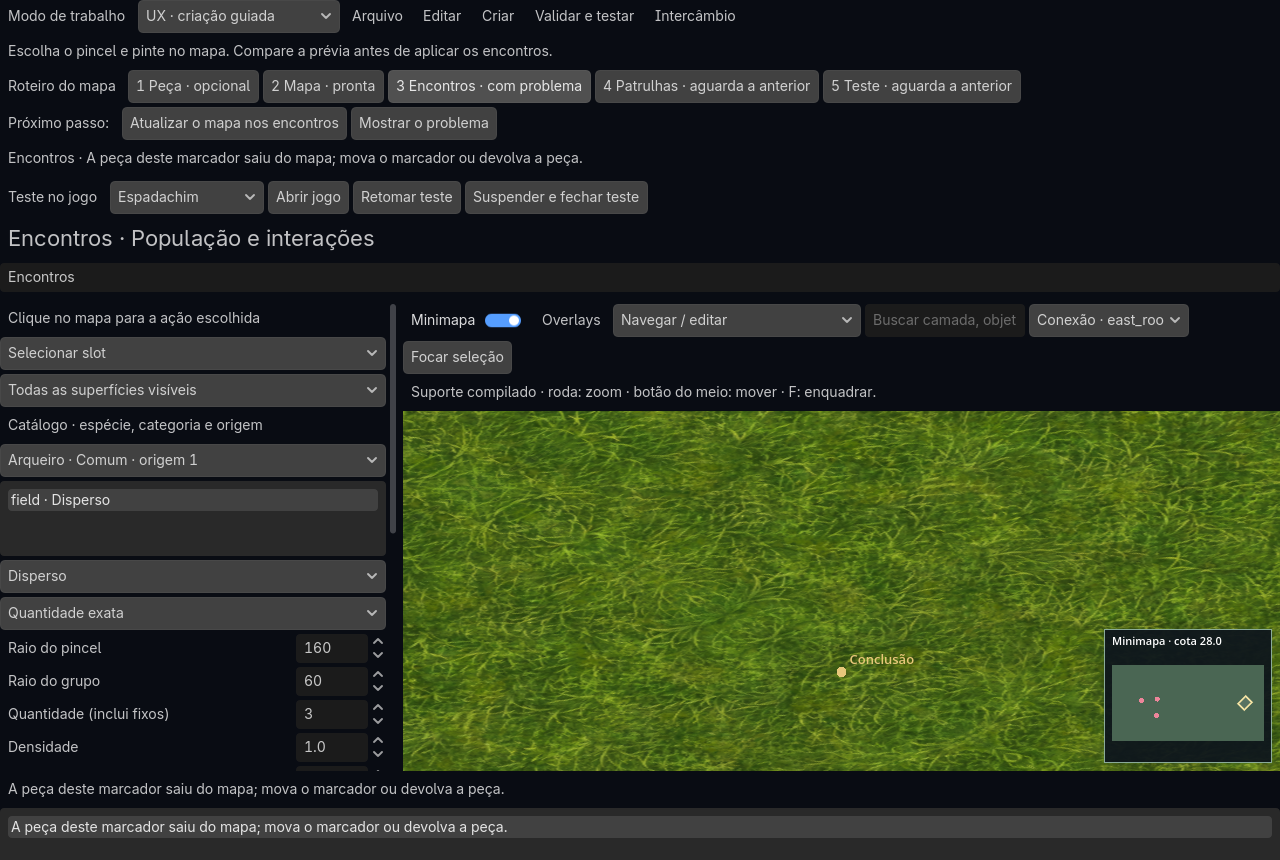 Modo de trabalho UX · criação guiada Arquivo Editar Criar Validar e testar Intercâmbio
Escolha o pincel e pinte no mapa. Compare a prévia antes de aplicar os encontros.
Roteiro do mapa 1 Peça · opcional 2 Mapa · pronta 3 Encontros · com problema 4 Patrulhas · aguarda a anterior 5 Teste · aguarda a anterior
Próximo passo: Atualizar o mapa nos encontros Mostrar o problema
Encontros · A peça deste marcador saiu do mapa; mova o marcador ou devolva a peça.
Teste no jogo Espadachim Abrir jogo Retomar teste Suspender e fechar teste
Encontros · População e interações
Encontros
Clique no mapa para a ação escolhida
Selecionar slot
Todas as superfícies visíveis
Catálogo · espécie, categoria e origem
Arqueiro · Comum · origem 1
field · Disperso
Disperso
Quantidade exata
Raio do pincel 160
Raio do grupo 60
Quantidade (inclui fixos) 3
Densidade 1.0
Minimapa Overlays Navegar / editar Buscar camada, objet Conexão · east_roo
Focar seleção
Suporte compilado · roda: zoom · botão do meio: mover · F: enquadrar.
Conclusão
Minimapa · cota 28.0
A peça deste marcador saiu do mapa; mova o marcador ou devolva a peça.
A peça deste marcador saiu do mapa; mova o marcador ou devolva a peça.